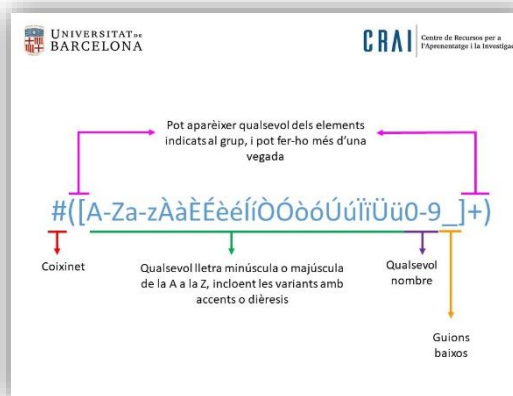 UNIVERSITAT DE
BARCELONA
CRAI
Centre de Recursos per a
l'Aprenentatge i la Investigac
Pot aparèixer qualsevol dels elements
indicats al grup, i pot fer-ho més d'una
vegada
#([A-Za-zÀàÈÉèéÍíÒÓòóÚúÏïÜü0-9_]+)
Coixinet
Qualsevol lletra minúscula o majúscula
de la A a la Z, incloent les variants amb
accents o dièresis
Qualsevol
nombre
Guions
baixos